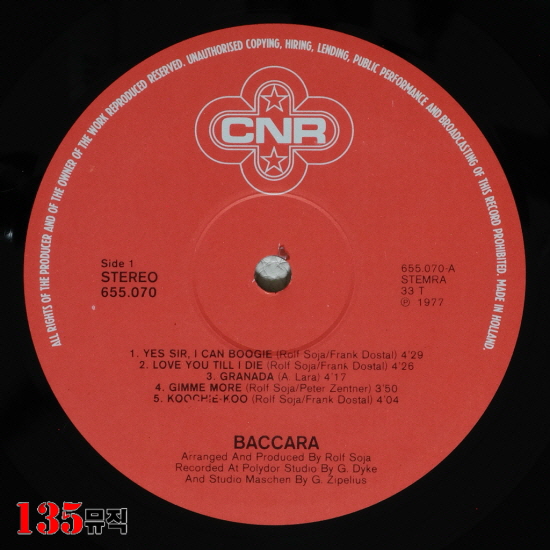 ALL RIGHTS OF THE PRODUCER AND OF THE OWNER OF THE WORK REPRODUCED RESERVED. UNAUTHORISED COPYING, HIRING, LENDING, PUBLIC PERFORMANCE AND BROADCASTING OF THIS RECORD PROHIBITED. MADE IN HOLLAND.
CNR
Side 1
STEREO
655.070
655.070-A
STEMRA
33 T
℗ 1977
1. YES SIR, I CAN BOOGIE (Rolf Soja/Frank Dostal) 4'29
2. LOVE YOU TILL I DIE (Rolf Soja/Frank Dostal) 4'26
3. GRANADA (A. Lara) 4'17
4. GIMME MORE (Rolf Soja/Peter Zentner) 3'50
5. KOOCHIE-KOO (Rolf Soja/Frank Dostal) 4'04
BACCARA
Arranged And Produced By Rolf Soja
Recorded At Polydor Studio By G. Dyke
And Studio Maschen By G. Zipelius
135뮤직